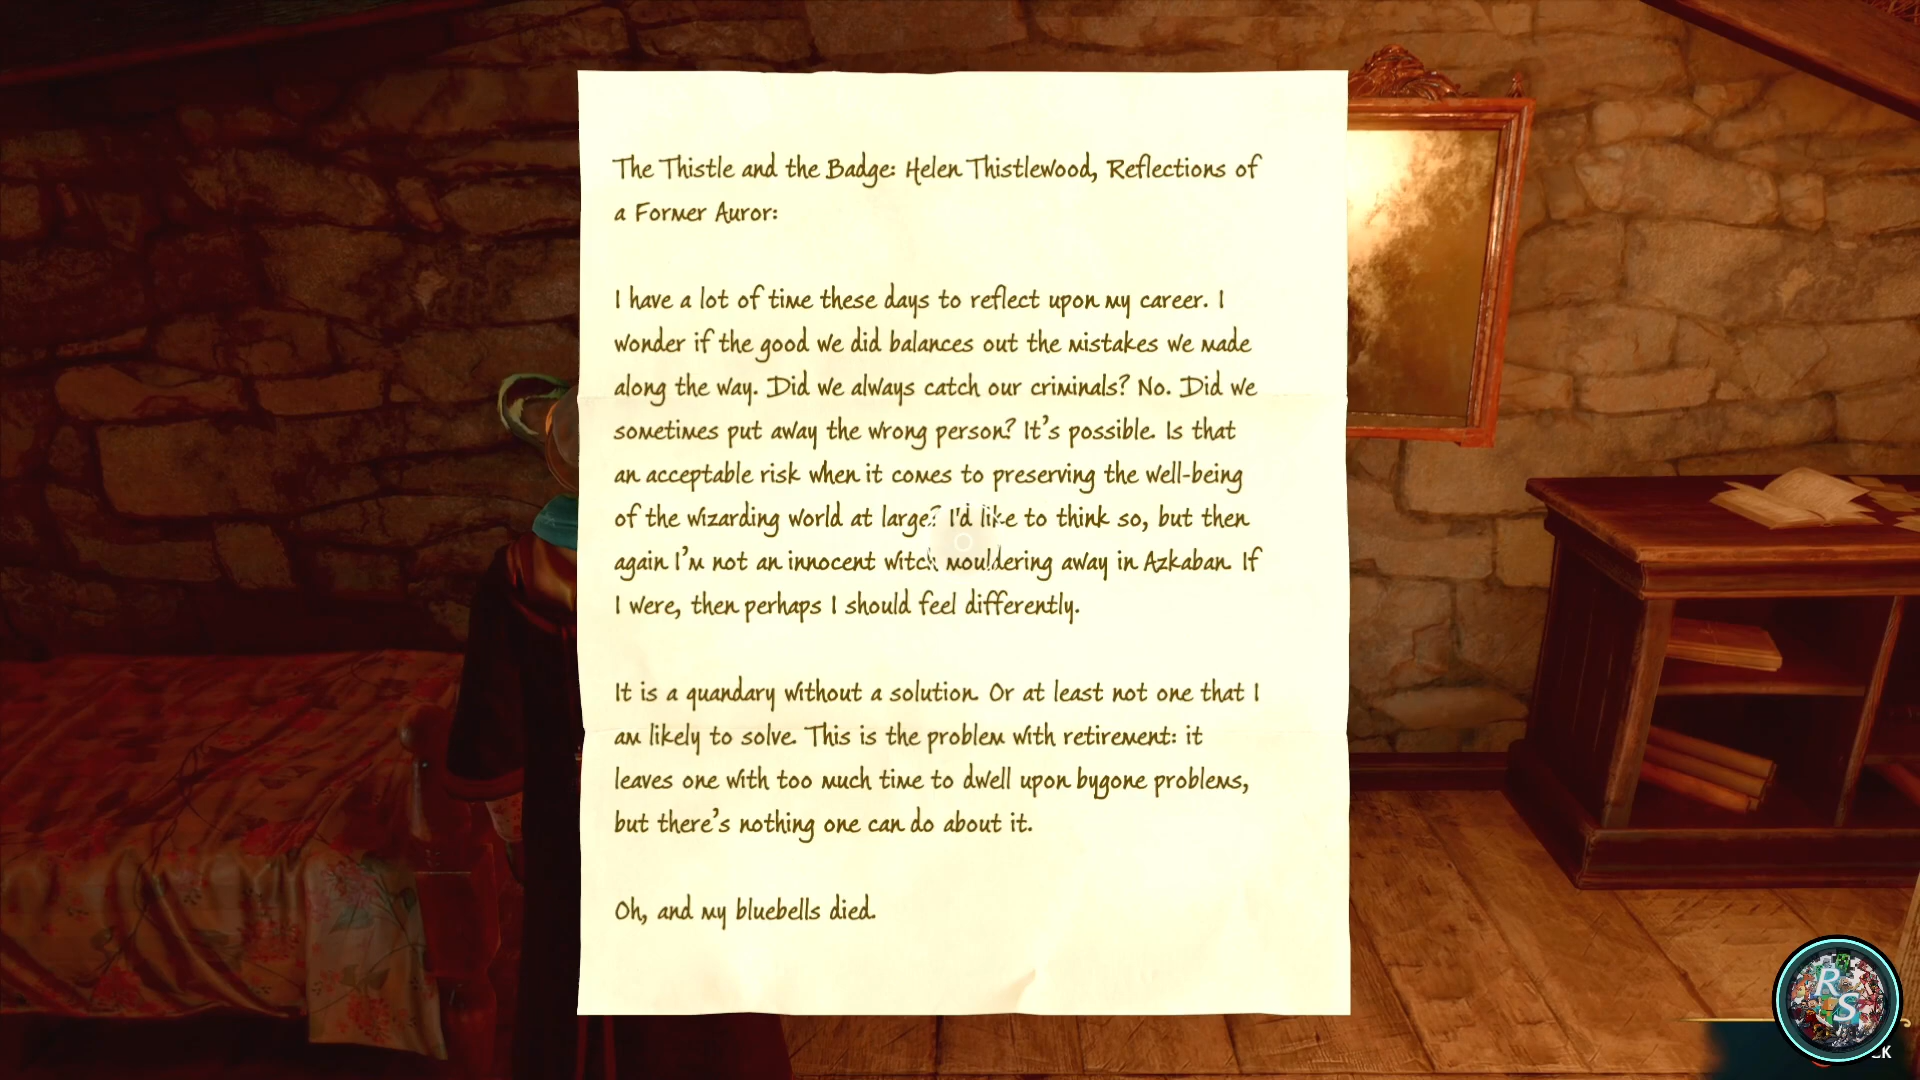 The Thistle and the Badge: Helen Thistlewood, Reflections of
a Former Auror:
I have a lot of time these days to reflect upon my career. I
wonder if the good we did balances out the mistakes we made
along the way. Did we always catch our criminals? No. Did we
sometimes put away the wrong person? It's possible. Is that
an acceptable risk when it comes to preserving the well-being
of the wizarding world at large? I'd like to think so, but then
again I'm not an innocent witch mouldering away in Azkaban. If
I were, then perhaps I should feel differently.
It is a quandary without a solution. Or at least not one that I
am likely to solve. This is the problem with retirement: it
leaves one with too much time to dwell upon bygone problems,
but there's nothing one can do about it.
Oh, and my bluebells died.
RS